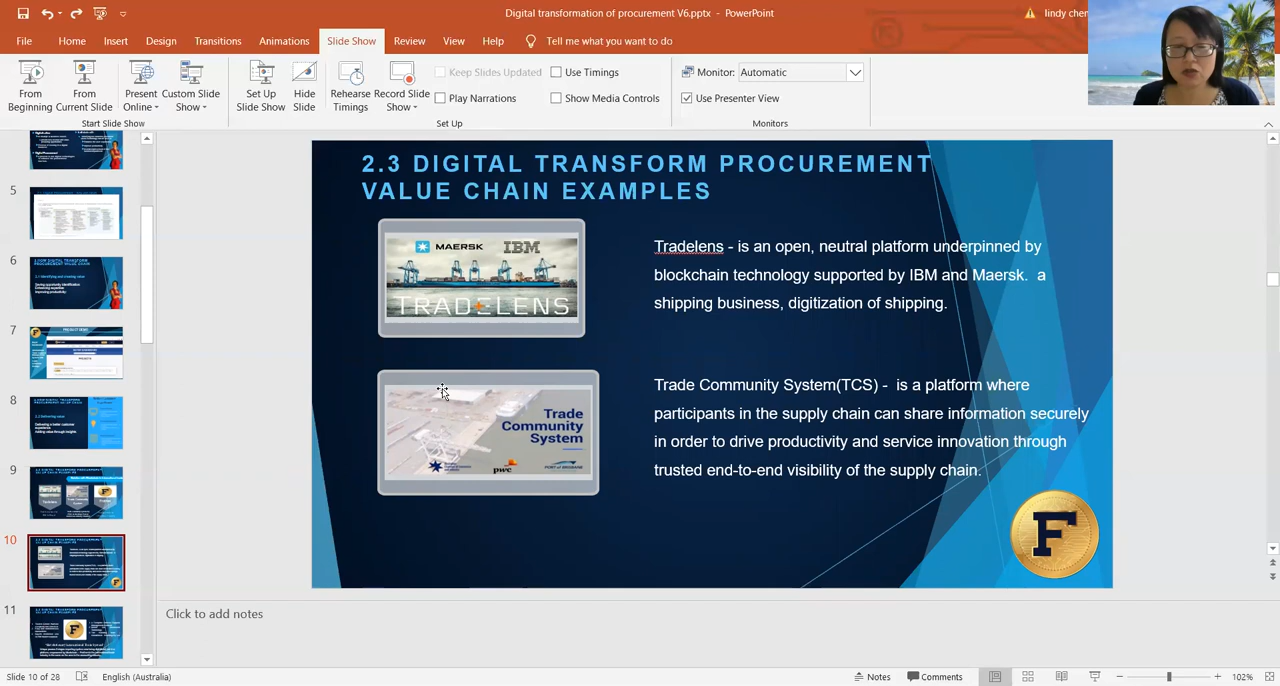 Digital transformation of procurement V6.pptx - PowerPoint
lindy chen
File Home Insert Design Transitions Animations Slide Show Review View Help Tell me what you want to do
From Beginning
From Current Slide
Present Online
Custom Slide Show
Set Up Slide Show
Hide Slide
Rehearse Timings
Record Slide Show
Keep Slides Updated
Play Narrations
Use Timings
Show Media Controls
Monitor: Automatic
Use Presenter View
Start Slide Show
Set Up
Monitors
5
6
7
8
9
10
11
2.3 DIGITAL TRANSFORM PROCUREMENT
VALUE CHAIN EXAMPLES
MAERSK IBM
TRADELENS
Tradelens - is an open, neutral platform underpinned by
blockchain technology supported by IBM and Maersk. a
shipping business, digitization of shipping.
Trade
Community
System
pwc
PORT of BRISBANE
Trade Community System(TCS) - is a platform where
participants in the supply chain can share information securely
in order to drive productivity and service innovation through
trusted end-to-end visibility of the supply chain.
F
Click to add notes
Slide 10 of 28 English (Australia) Notes Comments 102%